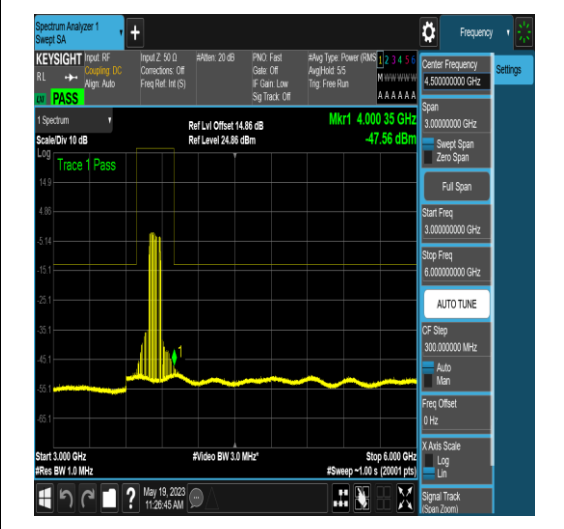 Spectrum Analyzer 1
Swept SA
Frequency
KEYSIGHT
Input: RF
Coupling: DC
Align: Auto
Input Z: 50 Ω
Corrections: Off
Freq Ref: Int (S)
#Atten: 20 dB
PNO: Fast
Gate: Off
IF Gain: Low
Sig Track: Off
#Avg Type: Power (RMS
Avg|Hold: 5/5
Trig: Free Run
1 2 3 4 5 6
M W W W W W
A A A A A A
RL
PASS
1 Spectrum
Scale/Div 10 dB
Ref Lvl Offset 14.86 dB
Ref Level 24.86 dBm
Mkr1 4.000 35 GHz
-47.56 dBm
Log
Trace 1 Pass
14.9
4.86
-5.14
-15.1
-25.1
-35.1
-45.1
-55.1
-65.1
1
Start 3.000 GHz
#Res BW 1.0 MHz
#Video BW 3.0 MHz*
Stop 6.000 GHz
#Sweep ~1.00 s (20001 pts)
May 19, 2023
11:26:45 AM
?
Center Frequency
4.500000000 GHz
Settings
Span
3.00000000 GHz
Swept Span
Zero Span
Full Span
Start Freq
3.000000000 GHz
Stop Freq
6.000000000 GHz
AUTO TUNE
CF Step
300.000000 MHz
Auto
Man
Freq Offset
0 Hz
X Axis Scale
Log
Lin
Signal Track
(Span Zoom)